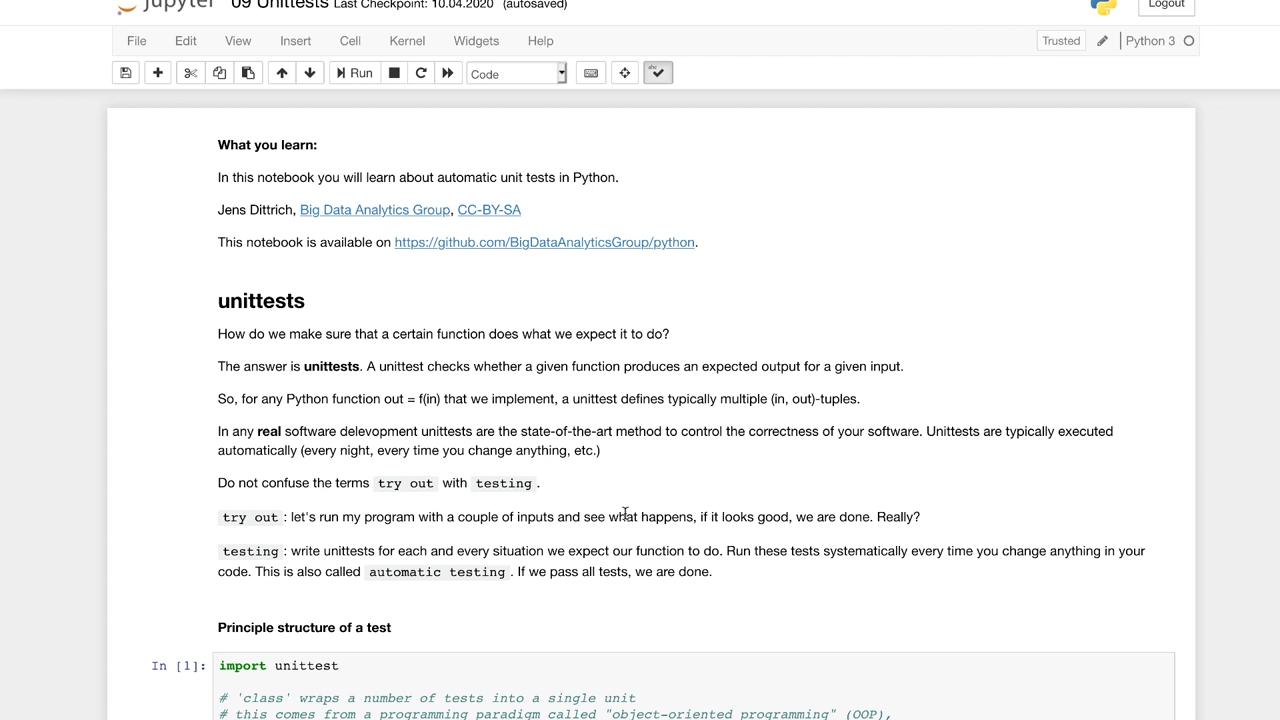 Jupyter 09 Unittests Last Checkpoint: 10.04.2020 (autosaved) Logout
File Edit View Insert Cell Kernel Widgets Help Trusted Python 3
Run Code
What you learn:
In this notebook you will learn about automatic unit tests in Python.
Jens Dittrich, Big Data Analytics Group, CC-BY-SA
This notebook is available on https://github.com/BigDataAnalyticsGroup/python.
unittests
How do we make sure that a certain function does what we expect it to do?
The answer is unittests. A unittest checks whether a given function produces an expected output for a given input.
So, for any Python function out = f(in) that we implement, a unittest defines typically multiple (in, out)-tuples.
In any real software delevopment unittests are the state-of-the-art method to control the correctness of your software. Unittests are typically executed
automatically (every night, every time you change anything, etc.)
Do not confuse the terms try out with testing.
try out: let's run my program with a couple of inputs and see what happens, if it looks good, we are done. Really?
testing: write unittests for each and every situation we expect our function to do. Run these tests systematically every time you change anything in your
code. This is also called automatic testing. If we pass all tests, we are done.
Principle structure of a test
In [1]: import unittest
# 'class' wraps a number of tests into a single unit
# this comes from a programming paradigm called "object-oriented programming" (OOP),